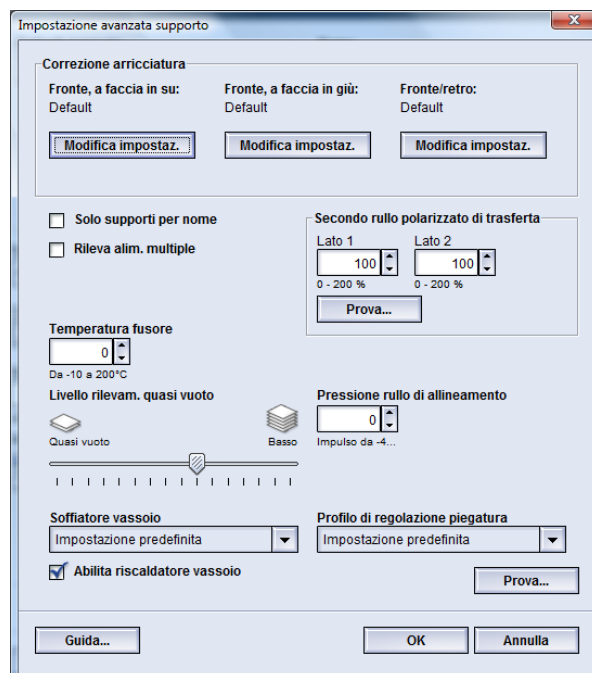 Impostazione avanzata supporto
Correzione arricciatura
Fronte, a faccia in su: Fronte, a faccia in giù: Fronte/retro:
Default Default Default
Modifica impostaz. Modifica impostaz. Modifica impostaz.
Solo supporti per nome
Rileva alim. multiple
Secondo rullo polarizzato di trasferta
Lato 1 Lato 2
100 100
0 - 200 % 0 - 200 %
Prova...
Temperatura fusore
0
Da -10 a 200°C
Livello rilevam. quasi vuoto
Quasi vuoto Basso
Pressione rullo di allineamento
0
Impulso da -4...
Soffiatore vassoio
Impostazione predefinita
Profilo di regolazione piegatura
Impostazione predefinita
Abilita riscaldatore vassoio
Prova...
Guida... OK Annulla